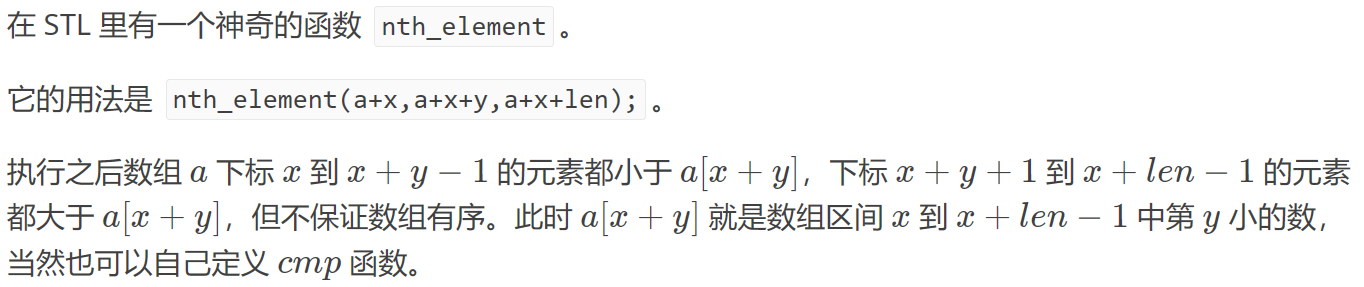 在 STL 里有一个神奇的函数 nth_element 。
它的用法是 nth_element(a+x,a+x+y,a+x+len); 。
执行之后数组 a 下标 x 到 x + y − 1 的元素都小于 a[x + y]，下标 x + y + 1 到 x + len − 1 的元素
都大于 a[x + y]，但不保证数组有序。此时 a[x + y] 就是数组区间 x 到 x + len − 1 中第 y 小的数，
当然也可以自己定义 cmp 函数。